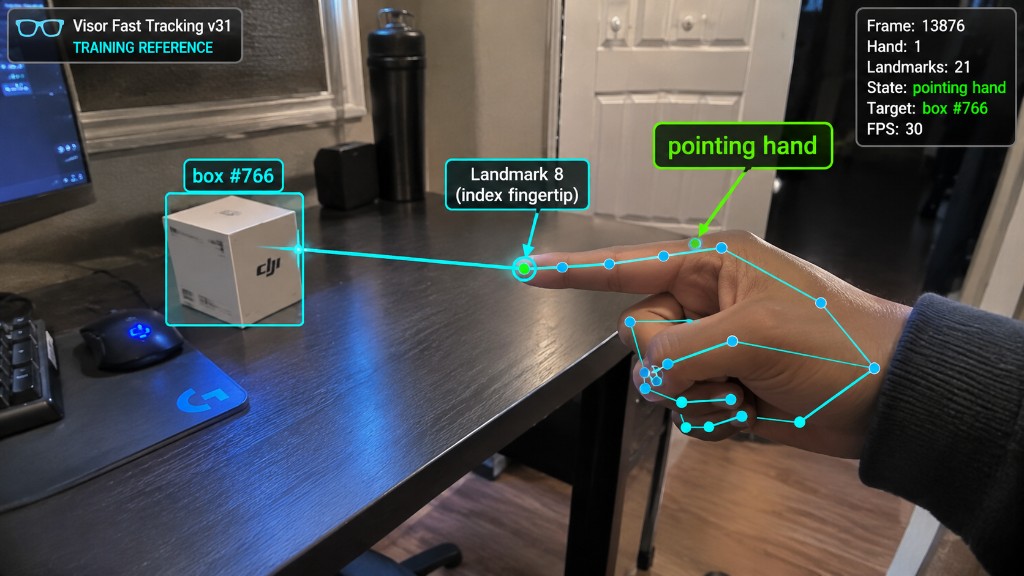 Visor Fast Tracking v31
TRAINING REFERENCE
Frame: 13876
Hand: 1
Landmarks: 21
State: pointing hand
Target: box #766
FPS: 30
pointing hand
box #766
Landmark 8
(index fingertip)
dji